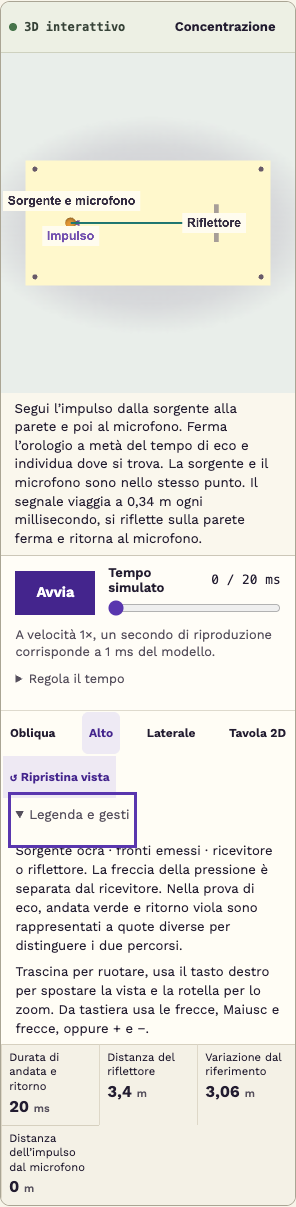 3D interattivo
Concentrazione
Sorgente e microfono
Riflettore
Impulso
Segui l’impulso dalla sorgente alla
parete e poi al microfono. Ferma
l’orologio a metà del tempo di eco e
individua dove si trova. La sorgente e il
microfono sono nello stesso punto. Il
segnale viaggia a 0,34 m ogni
millisecondo, si riflette sulla parete
ferma e ritorna al microfono.
Avvia
Tempo
simulato
0 / 20 ms
A velocità 1×, un secondo di riproduzione
corrisponde a 1 ms del modello.
▶ Regola il tempo
Obliqua Alto Laterale Tavola 2D
↺ Ripristina vista
▼ Legenda e gesti
Sorgente ocra · fronti emessi · ricevitore
o riflettore. La freccia della pressione è
separata dal ricevitore. Nella prova di
eco, andata verde e ritorno viola sono
rappresentati a quote diverse per
distinguere i due percorsi.
Trascina per ruotare, usa il tasto destro
per spostare la vista e la rotella per lo
zoom. Da tastiera usa le frecce, Maiusc e
frecce, oppure + e −.
Durata di
andata e
ritorno
20 ms
Distanza del
riflettore
3,4 m
Variazione dal
riferimento
3,06 m
Distanza
dell’impulso
dal microfono
0 m